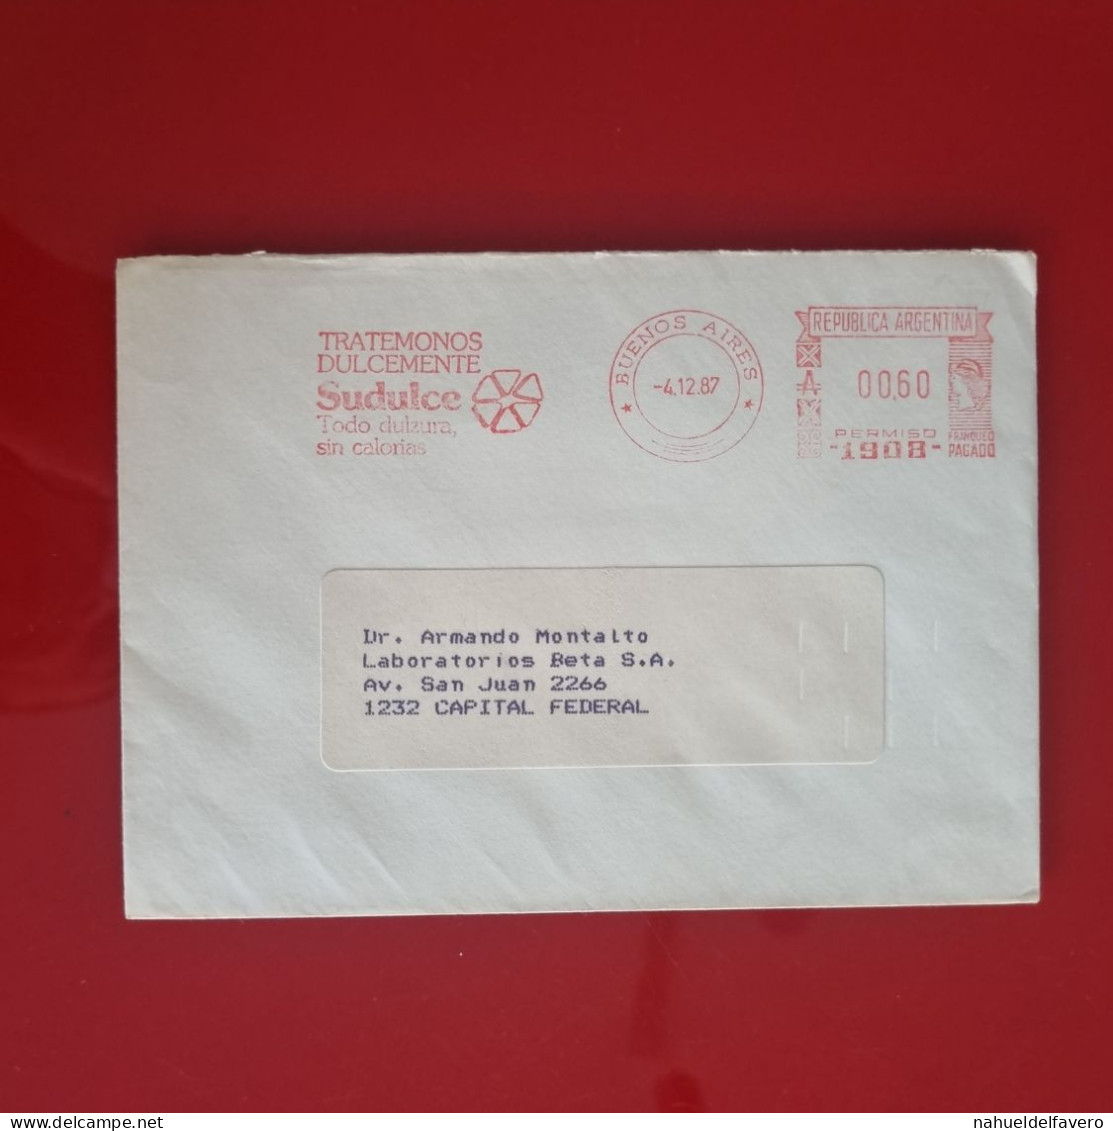 TRATEMONOS
DULCEMENTE
Sudulce
Todo dulzura,
sin calorias
BUENOS AIRES
-4.12.87
REPUBLICA ARGENTINA
A 00,60
PERMISO
-1908-
FRANQUEO
PAGADO
Dr. Armando Montalto
Laboratorios Beta S.A.
Av. San Juan 2266
1232 CAPITAL FEDERAL
delcampe.net
nahueldelfavero